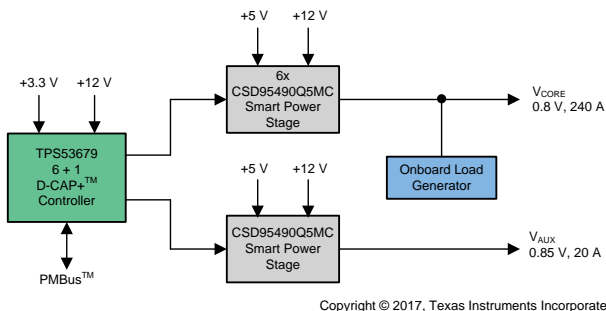 +5 V
+12 V
+3.3 V
+12 V
6x
CSD95490Q5MC
Smart Power
Stage
VCORE
0.8 V, 240 A
TPS53679
6 + 1
D-CAP+™
Controller
Onboard Load
Generator
+5 V
+12 V
CSD95490Q5MC
Smart Power
Stage
VAUX
0.85 V, 20 A
PMBus™
Copyright © 2017, Texas Instruments Incorporate